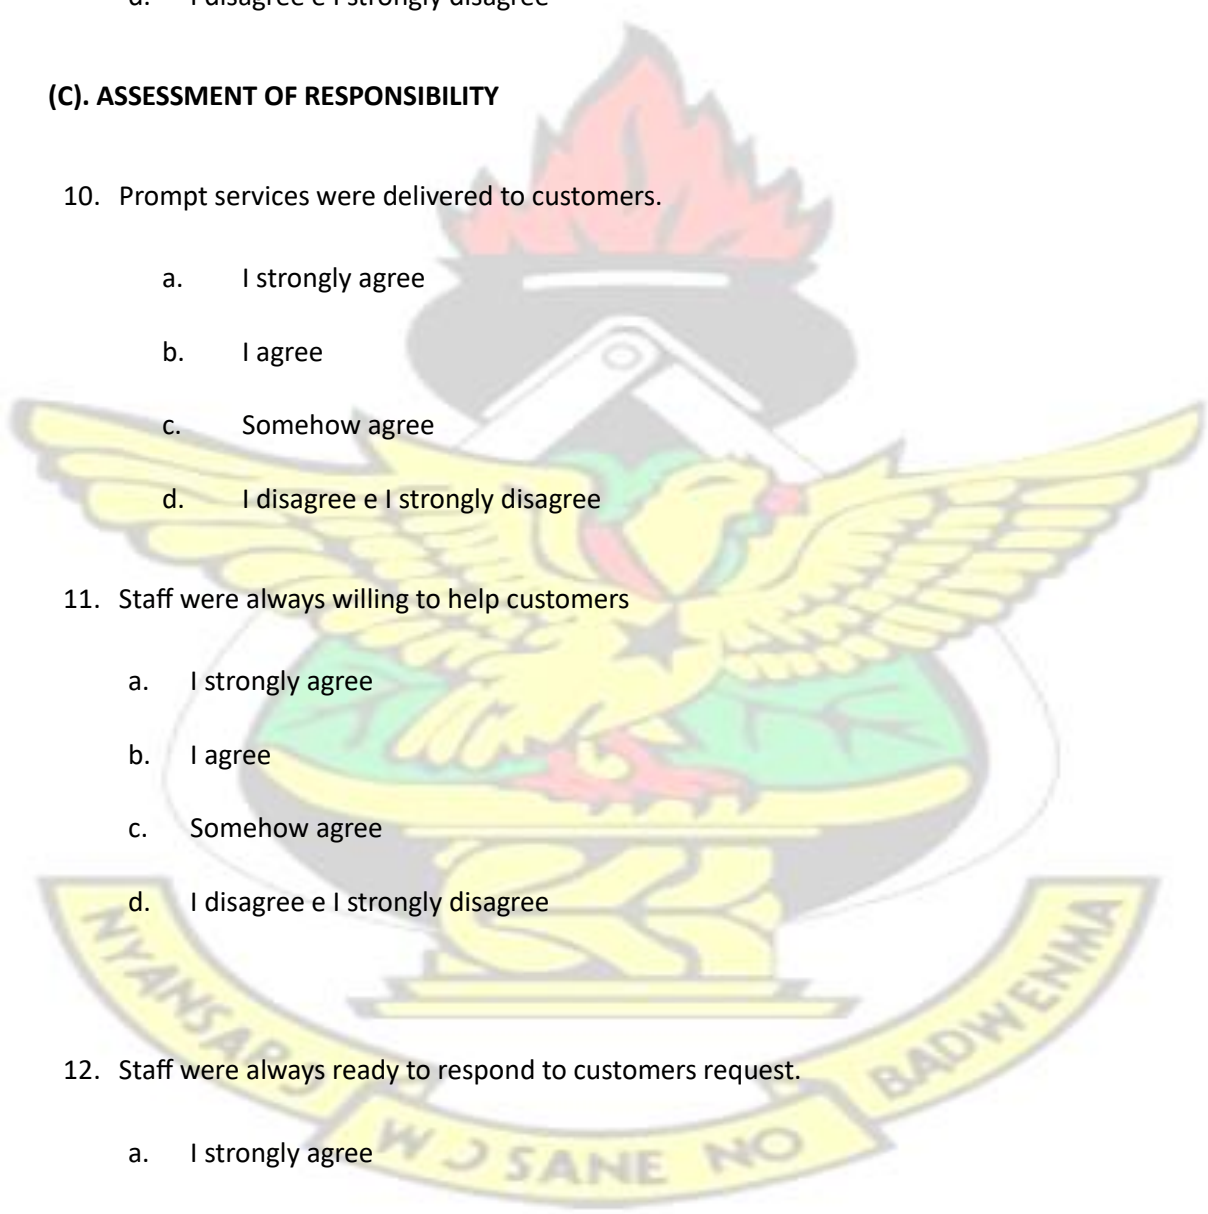 d. I disagree e I strongly disagree
(C). ASSESSMENT OF RESPONSIBILITY
10. Prompt services were delivered to customers.
a. I strongly agree
b. I agree
c. Somehow agree
d. I disagree e I strongly disagree
11. Staff were always willing to help customers
a. I strongly agree
b. I agree
c. Somehow agree
d. I disagree e I strongly disagree
12. Staff were always ready to respond to customers request.
a. I strongly agree
NYANSAPƆ WƆSANE NO BADWENMA